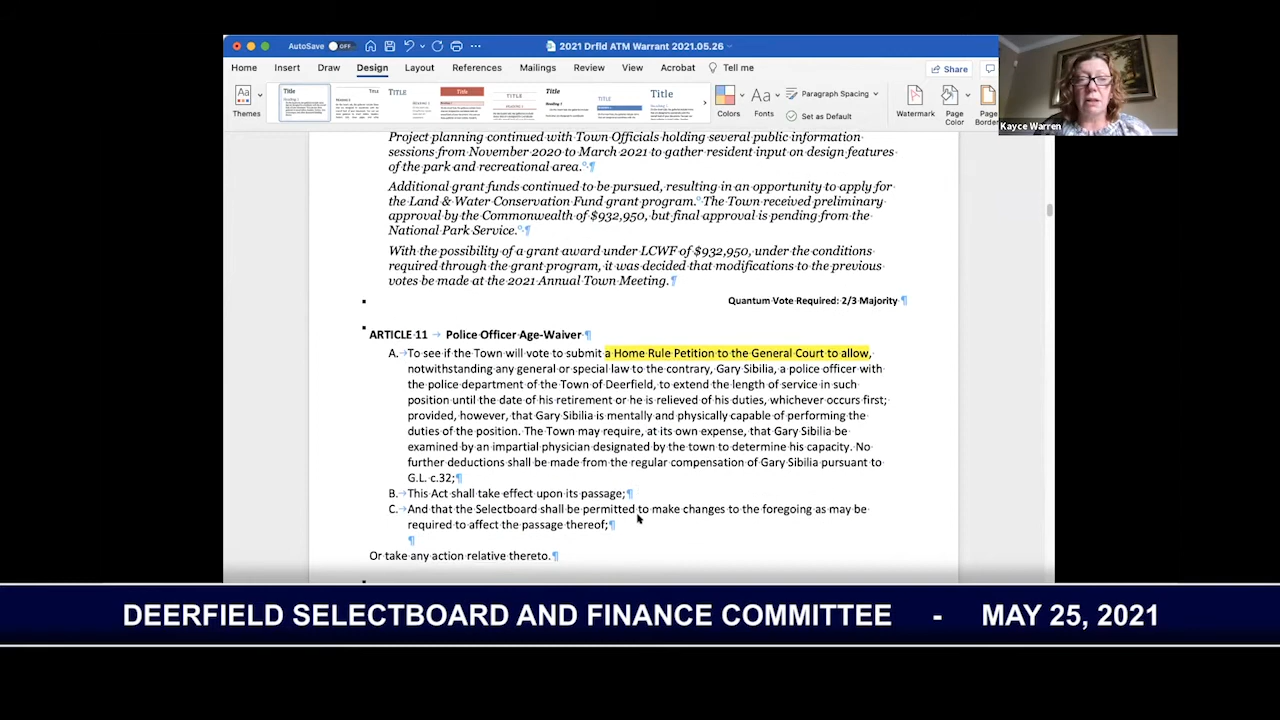 AutoSave OFF
2021 Drfld ATM Warrant 2021.05.26
Home Insert Draw Design Layout References Mailings Review View Acrobat Tell me Share
Themes
Title
Title
TITLE
Title
TITLE
Title
TITLE
Title
Colors
Fonts
Paragraph Spacing
Set as Default
Watermark
Page
Color
Page
Border
Kayce Warren
Project planning continued with Town Officials holding several public information
sessions from November 2020 to March 2021 to gather resident input on design features
of the park and recreational area.
Additional grant funds continued to be pursued, resulting in an opportunity to apply for
the Land & Water Conservation Fund grant program. The Town received preliminary
approval by the Commonwealth of $932,950, but final approval is pending from the
National Park Service.
With the possibility of a grant award under LCWF of $932,950, under the conditions
required through the grant program, it was decided that modifications to the previous
votes be made at the 2021 Annual Town Meeting.
Quantum Vote Required: 2/3 Majority
ARTICLE 11 → Police Officer Age Waiver
A. To see if the Town will vote to submit a Home Rule Petition to the General Court to allow,
notwithstanding any general or special law to the contrary, Gary Sibilia, a police officer with
the police department of the Town of Deerfield, to extend the length of service in such
position until the date of his retirement or he is relieved of his duties, whichever occurs first;
provided, however, that Gary Sibilia is mentally and physically capable of performing the
duties of the position. The Town may require, at its own expense, that Gary Sibilia be
examined by an impartial physician designated by the town to determine his capacity. No
further deductions shall be made from the regular compensation of Gary Sibilia pursuant to
G.L. c.32;
B. This Act shall take effect upon its passage;
C. And that the Selectboard shall be permitted to make changes to the foregoing as may be
required to affect the passage thereof;
Or take any action relative thereto.
DEERFIELD SELECTBOARD AND FINANCE COMMITTEE - MAY 25, 2021